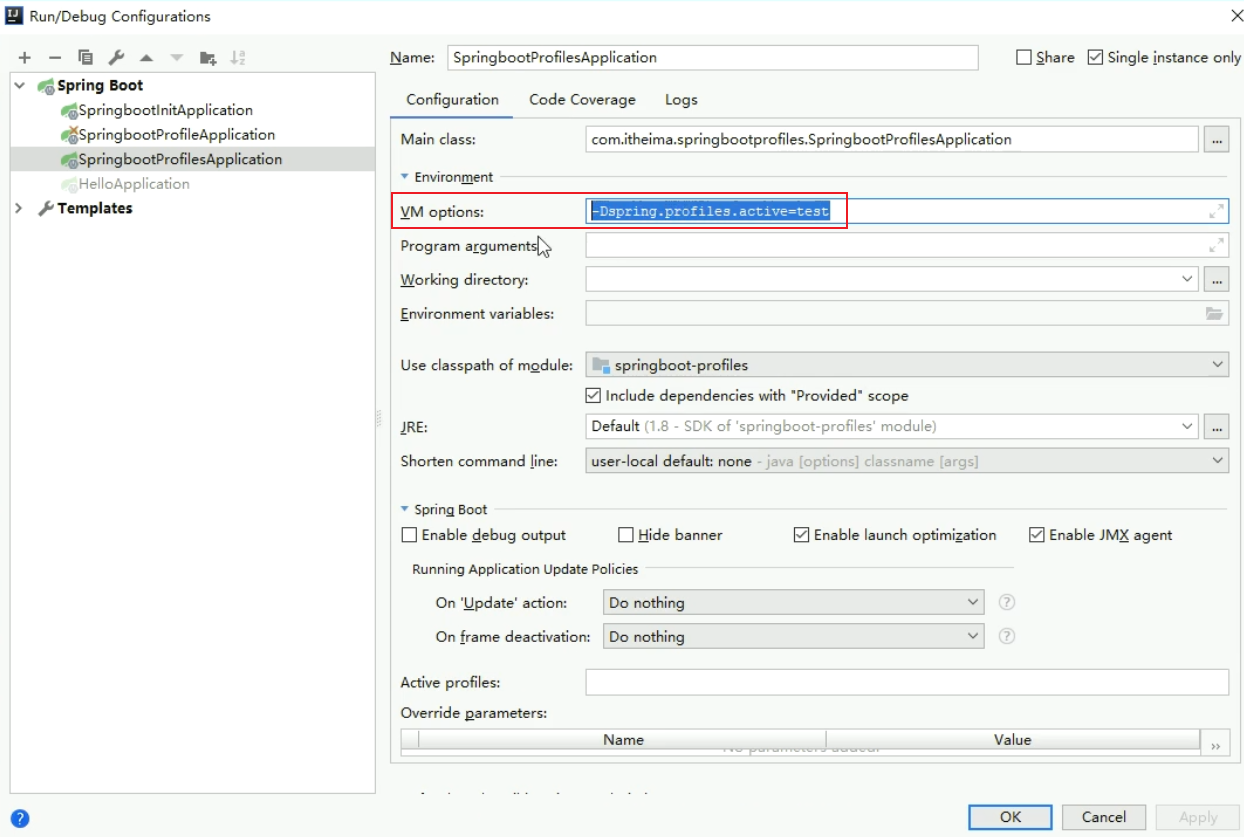 Run/Debug Configurations
Spring Boot
SpringbootInitApplication
SpringbootProfileApplication
SpringbootProfilesApplication
HelloApplication
Templates
Name: SpringbootProfilesApplication
Share
Single instance only
Configuration Code Coverage Logs
Main class: com.itheima.springbootprofiles.SpringbootProfilesApplication ...
Environment
VM options: -Dspring.profiles.active=test
Program arguments
Working directory: ...
Environment variables:
Use classpath of module: springboot-profiles
Include dependencies with "Provided" scope
JRE: Default (1.8 - SDK of 'springboot-profiles' module) ...
Shorten command line: user-local default: none - java [options] classname [args]
Spring Boot
Enable debug output Hide banner Enable launch optimization Enable JMX agent
Running Application Update Policies
On 'Update' action: Do nothing ?
On frame deactivation: Do nothing ?
Active profiles:
Override parameters:
Name Value
No parameters added. »
? OK Cancel Apply